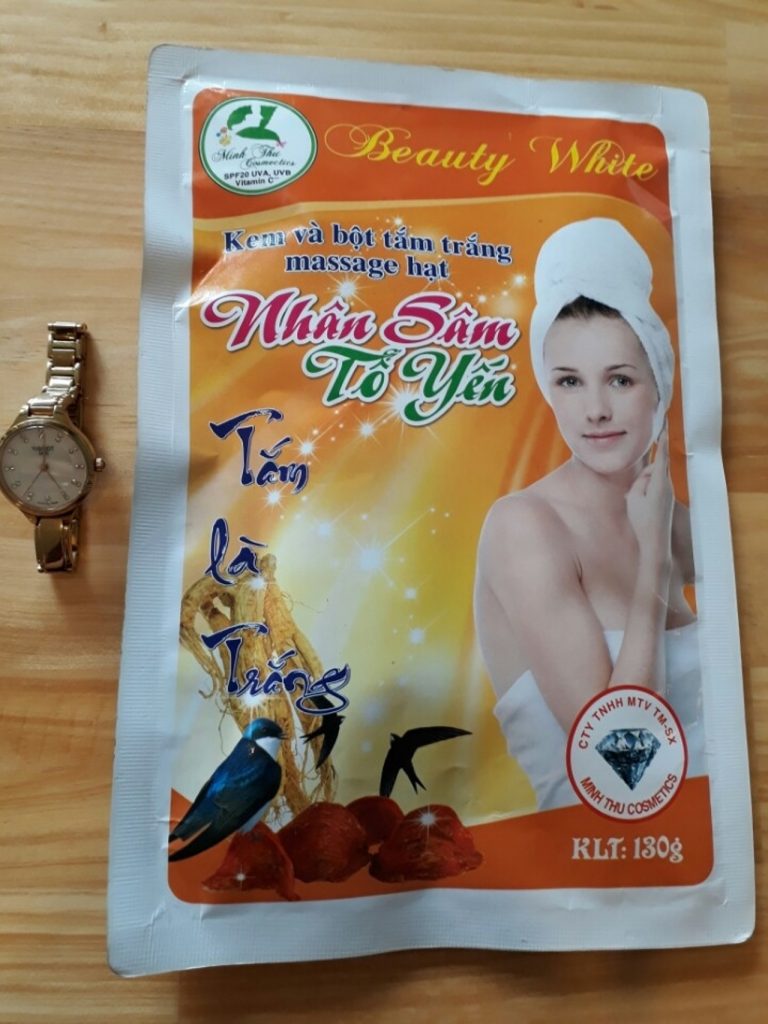 Minh Thu
Cosmectics
SPF20 UVA, UVB
Vitamin C
Beauty White
Kem và bột tắm trắng
massage hạt
Nhân Sâm
Tổ Yến
Tắm
là
Trắng
CTY TNHH MTV TM-SX
MINH THU COSMETICS
KLT: 130g